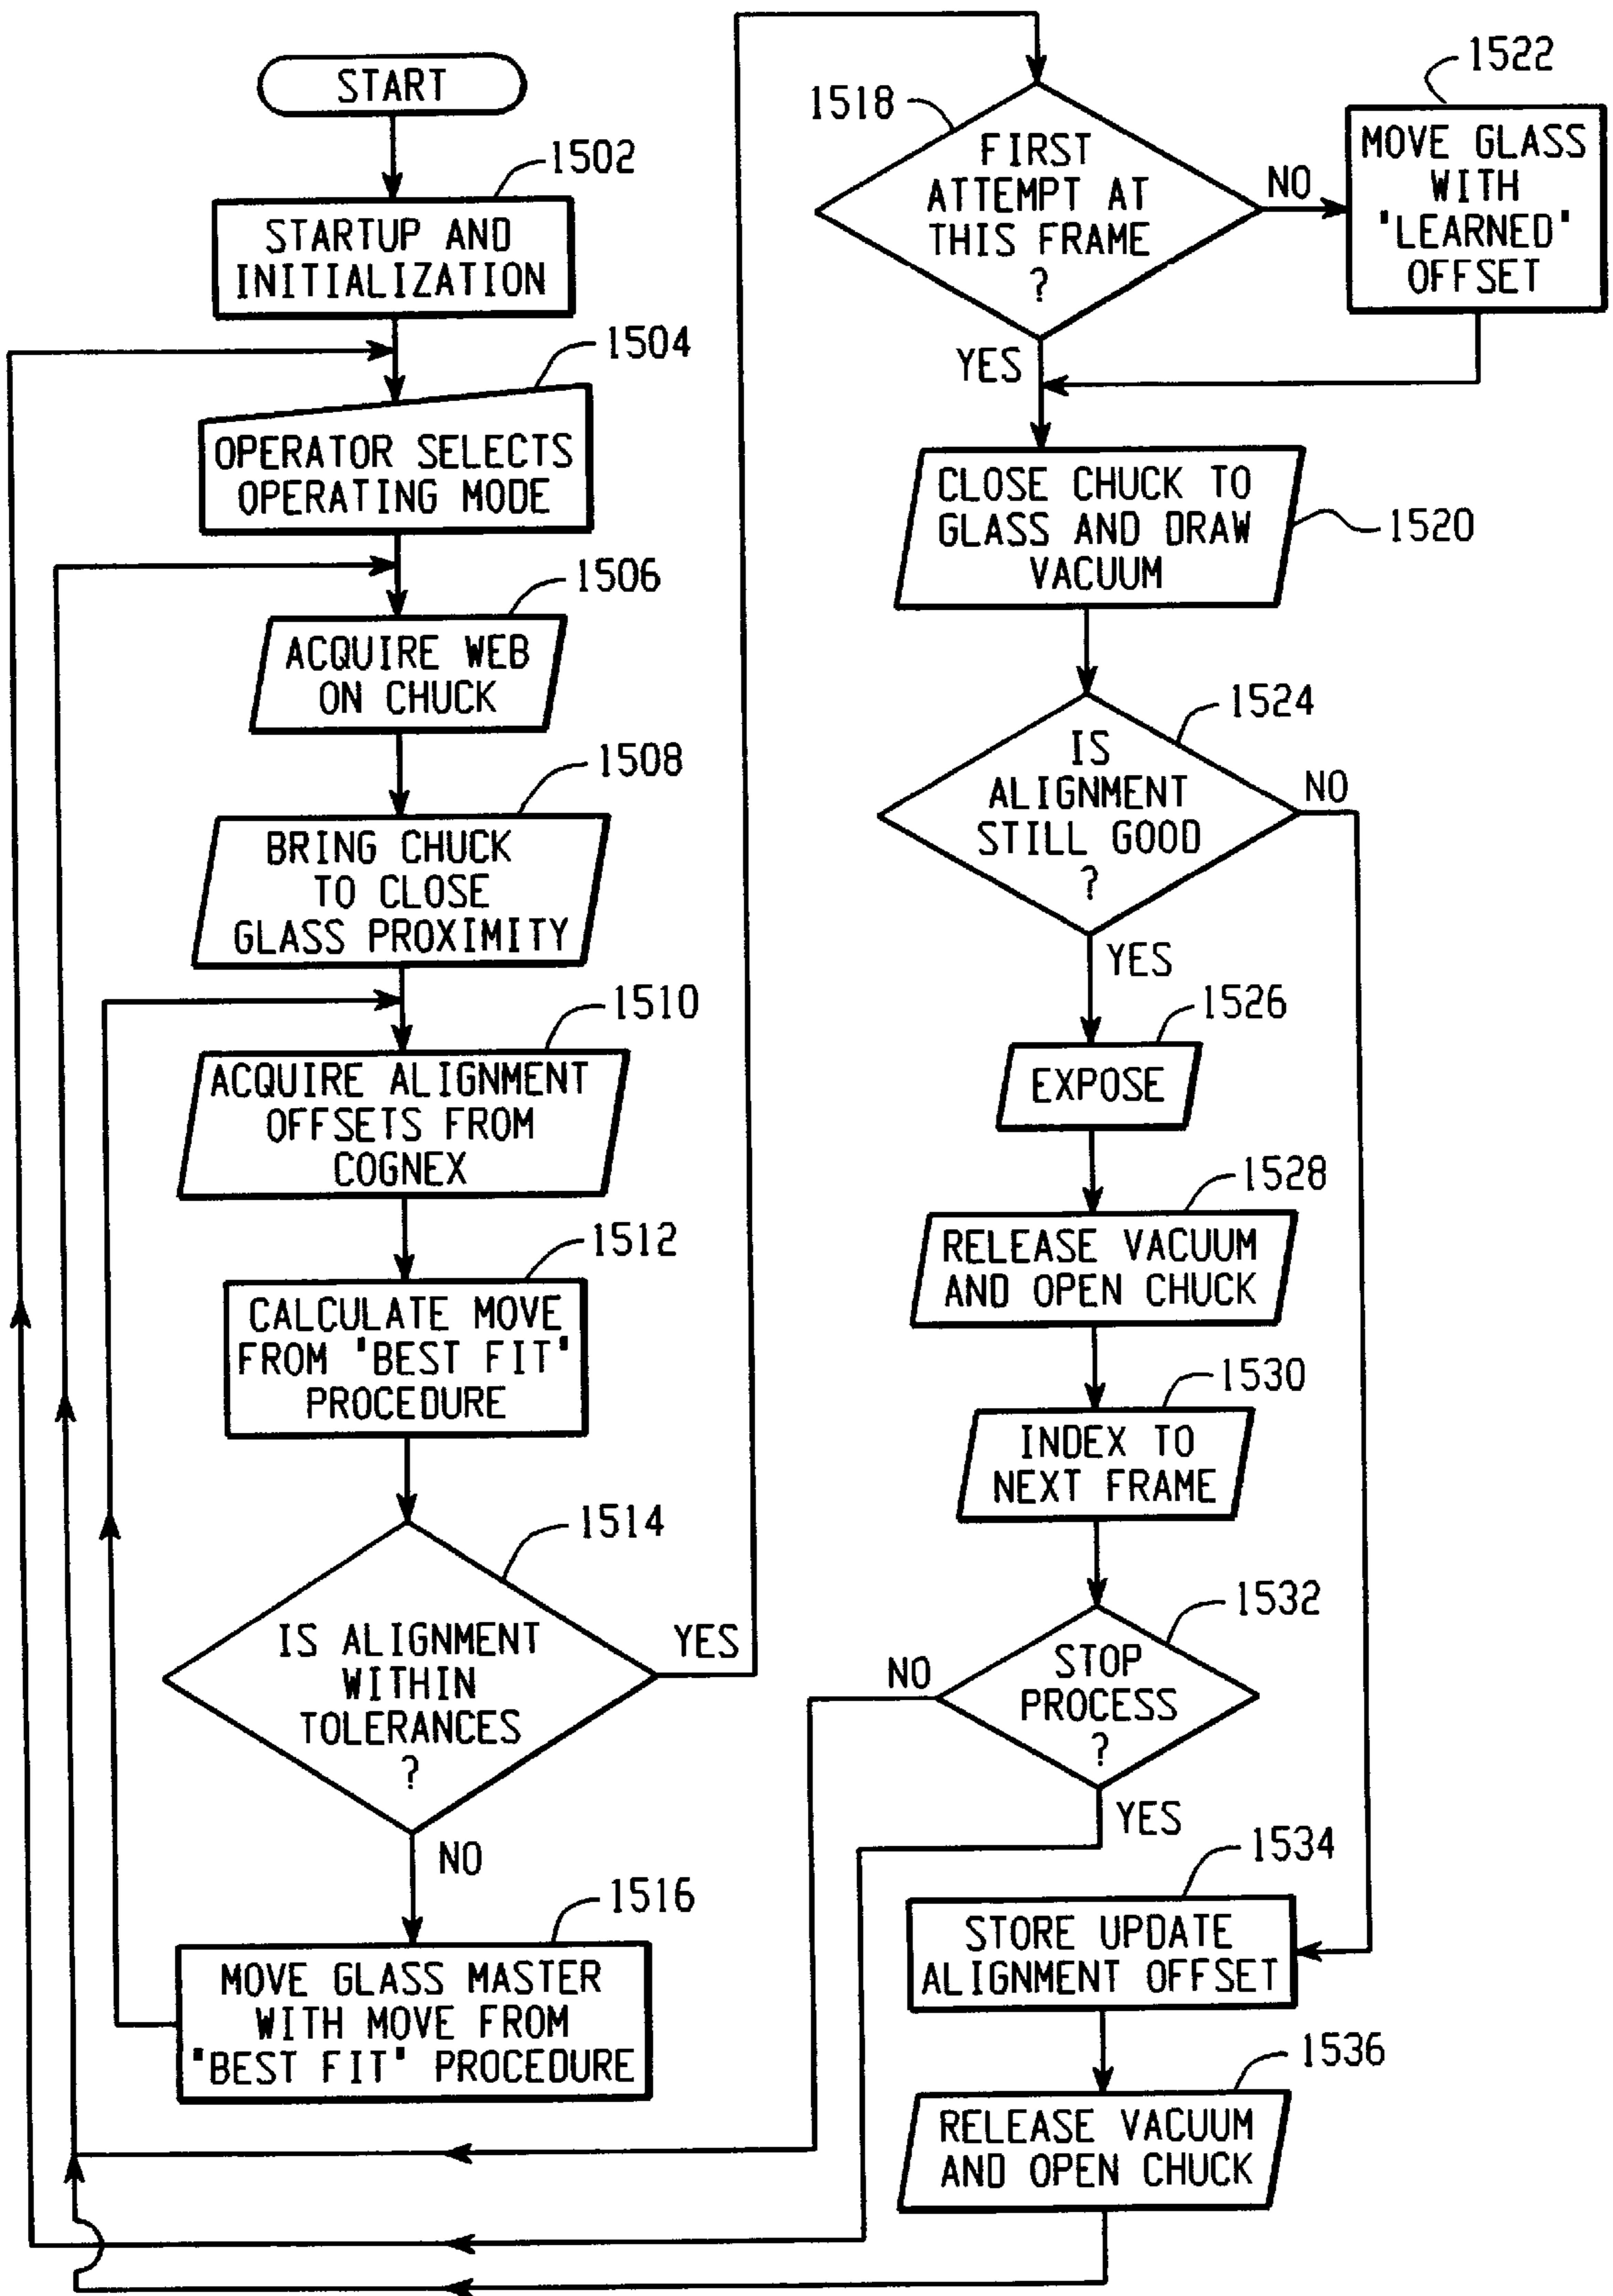 START
1502
STARTUP AND
INITIALIZATION
1504
OPERATOR SELECTS
OPERATING MODE
1506
ACQUIRE WEB
ON CHUCK
1508
BRING CHUCK
TO CLOSE
GLASS PROXIMITY
1510
ACQUIRE ALIGNMENT
OFFSETS FROM
COGNEX
1512
CALCULATE MOVE
FROM "BEST FIT"
PROCEDURE
1514
IS ALIGNMENT
WITHIN
TOLERANCES
?
YES
NO
1516
MOVE GLASS MASTER
WITH MOVE FROM
"BEST FIT" PROCEDURE
1518
FIRST
ATTEMPT AT
THIS FRAME
?
NO
YES
1522
MOVE GLASS
WITH
"LEARNED"
OFFSET
CLOSE CHUCK TO
GLASS AND DRAW
VACUUM
1520
1524
IS
ALIGNMENT
STILL GOOD
?
NO
YES
1526
EXPOSE
1528
RELEASE VACUUM
AND OPEN CHUCK
1530
INDEX TO
NEXT FRAME
1532
STOP
PROCESS
?
NO
YES
1534
STORE UPDATE
ALIGNMENT OFFSET
1536
RELEASE VACUUM
AND OPEN CHUCK